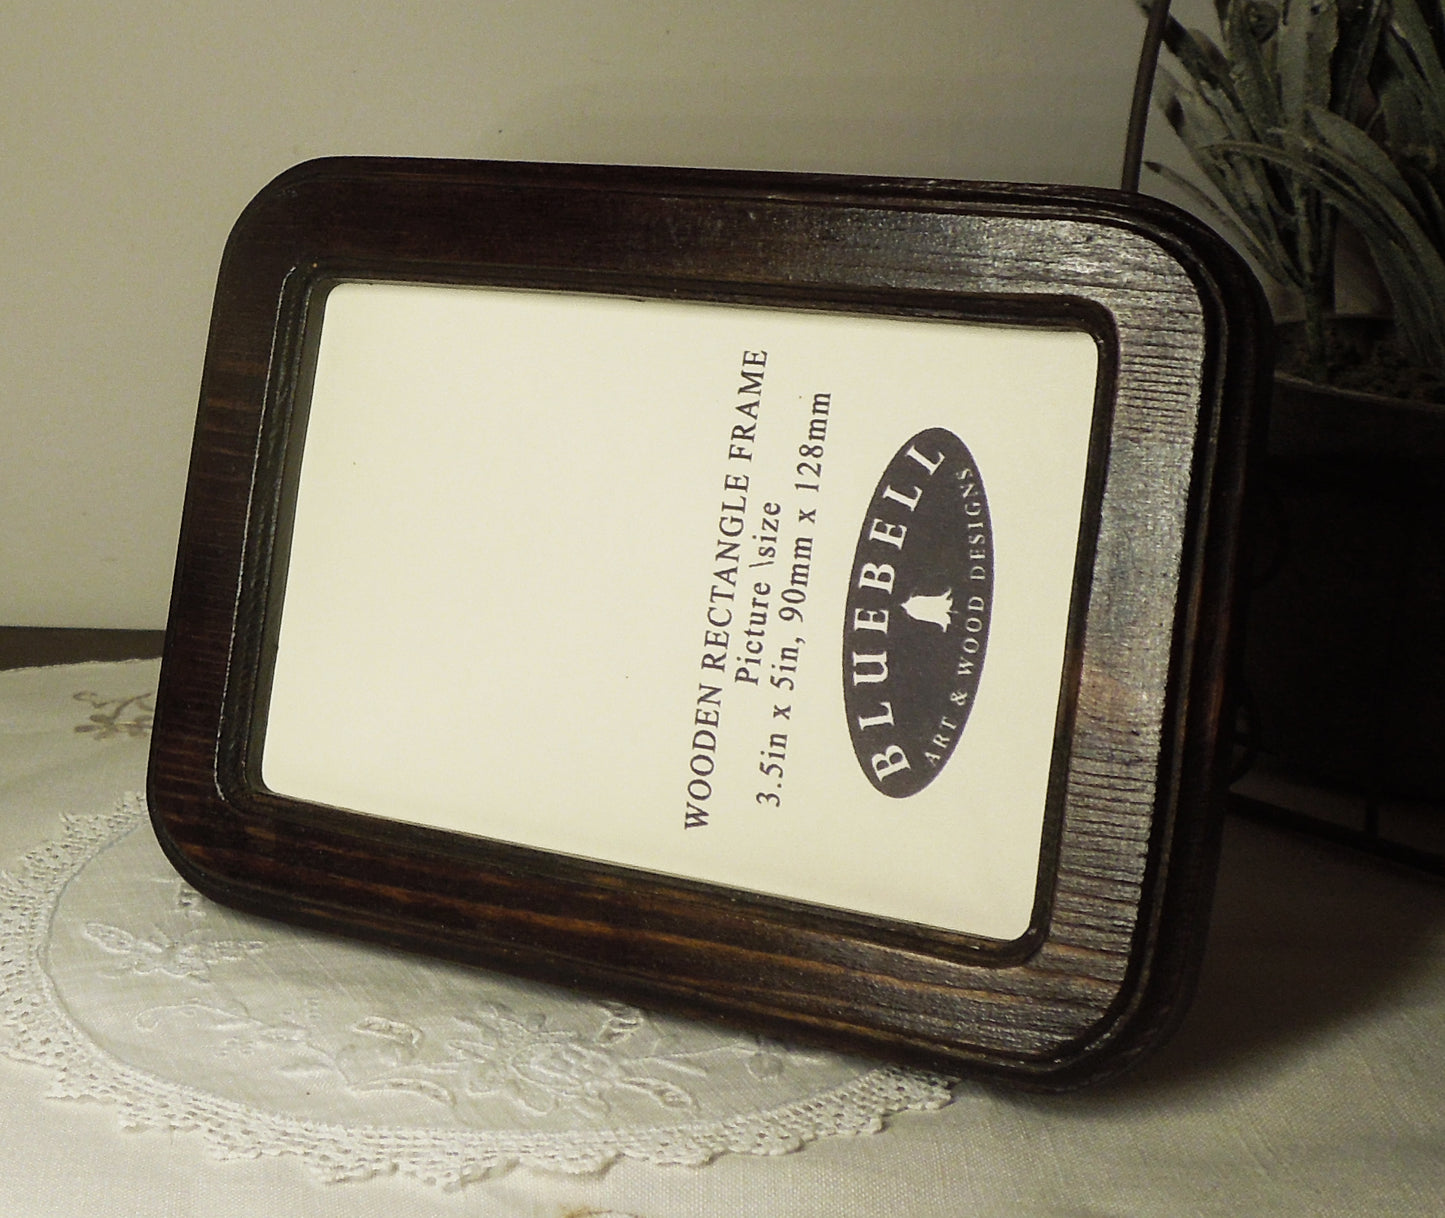 WOODEN RECTANGLE FRAME
Picture \size
3.5in x 5in, 90mm x 128mm
BLUEBELL
ART & WOOD DESIGNS